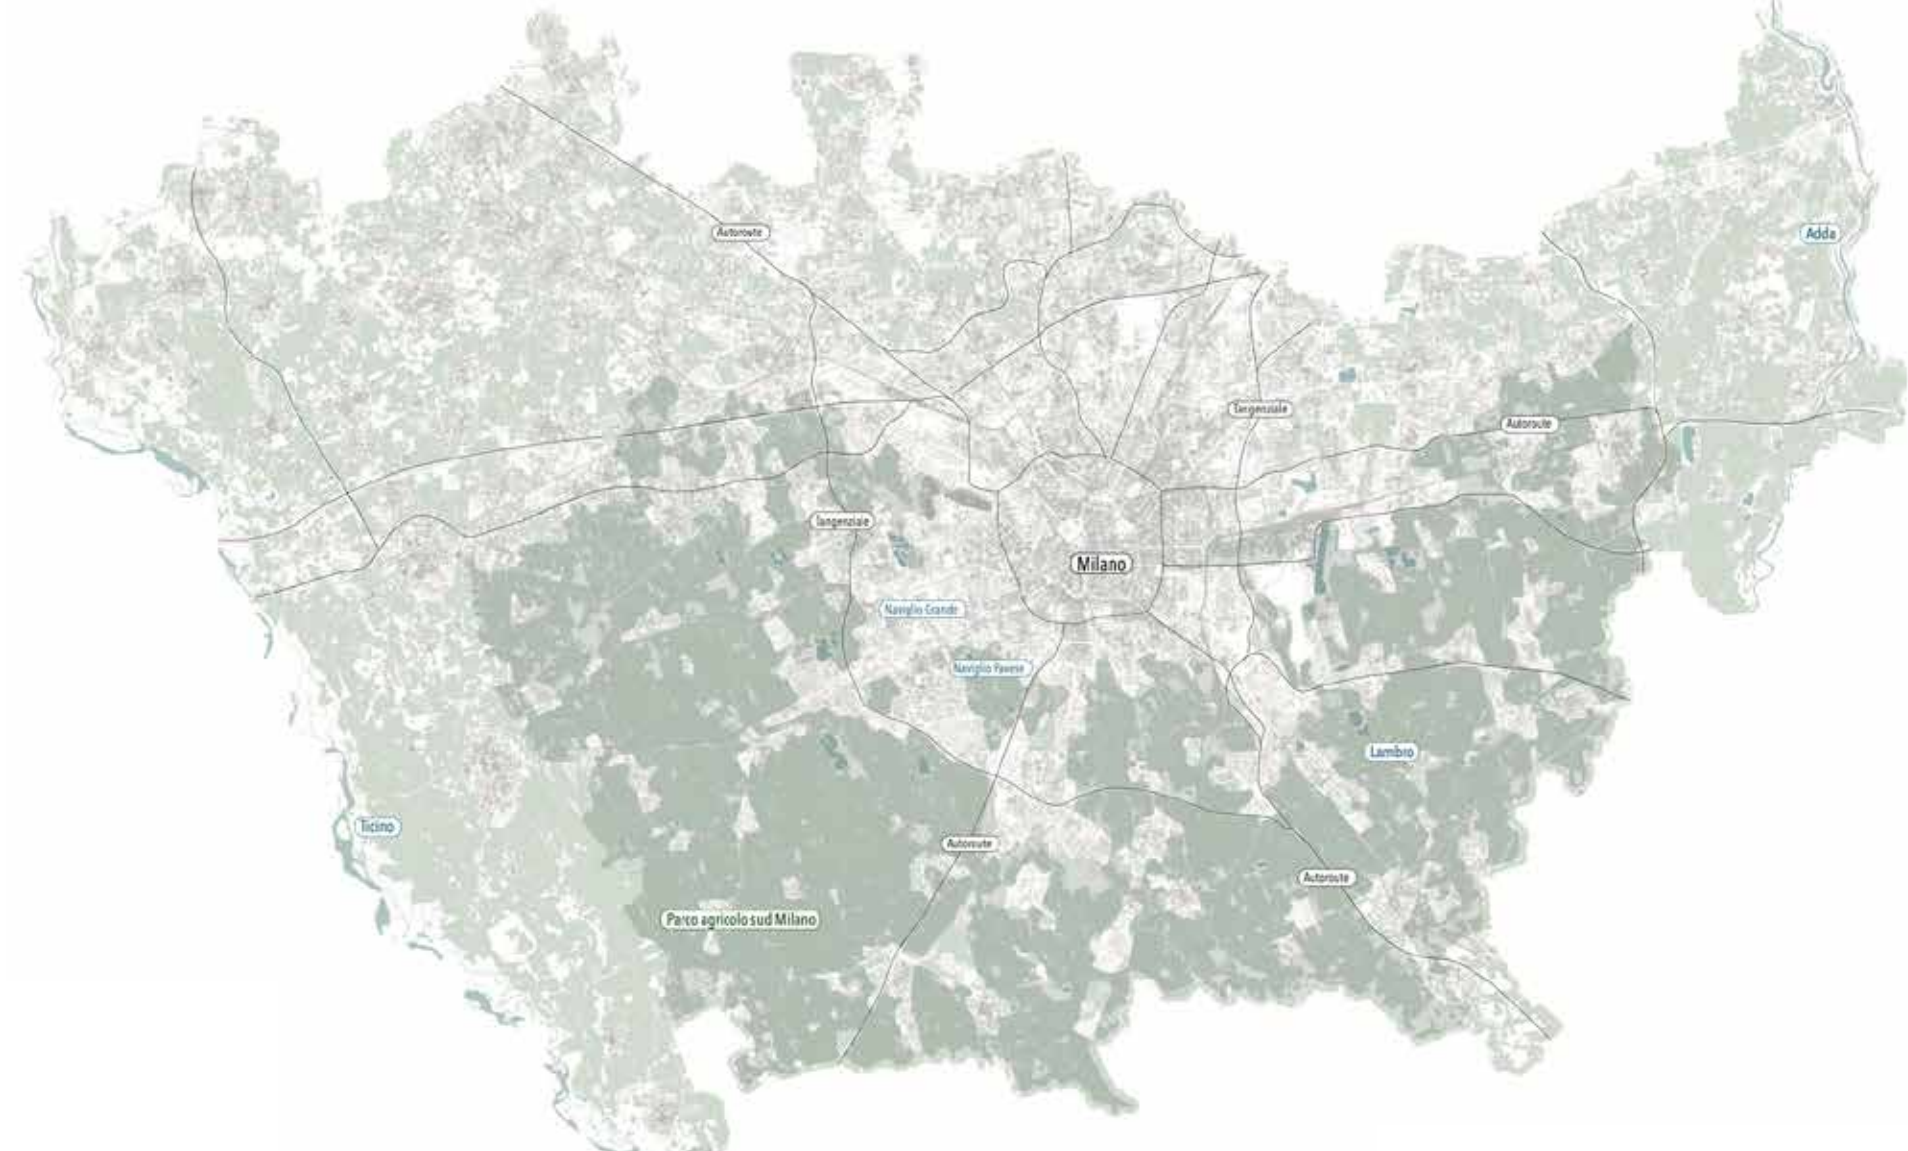 Autoroute
Adda
Tangenziale
Autoroute
Tangenziale
Milano
Naviglio Grande
Naviglio Pavese
Lambro
Ticino
Autoroute
Autoroute
Parco agricolo sud Milano